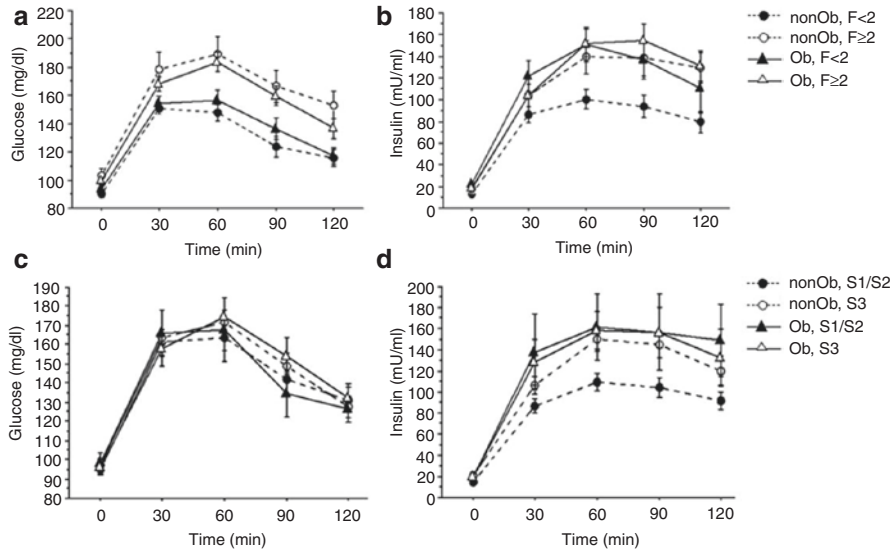 a
Glucose (mg/dl)
220
200
180
160
140
120
100
80
0 30 60 90 120
Time (min)
b
Insulin (mU/ml)
180
160
140
120
100
80
60
40
20
0
0 30 60 90 120
Time (min)
nonOb, F<2
nonOb, F≥2
Ob, F<2
Ob, F≥2
c
Glucose (mg/dl)
190
180
170
160
150
140
130
120
110
100
90
80
0 30 60 90 120
Time (min)
d
Insulin (mU/ml)
200
180
160
140
120
100
80
60
40
20
0
0 30 60 90 120
Time (min)
nonOb, S1/S2
nonOb, S3
Ob, S1/S2
Ob, S3